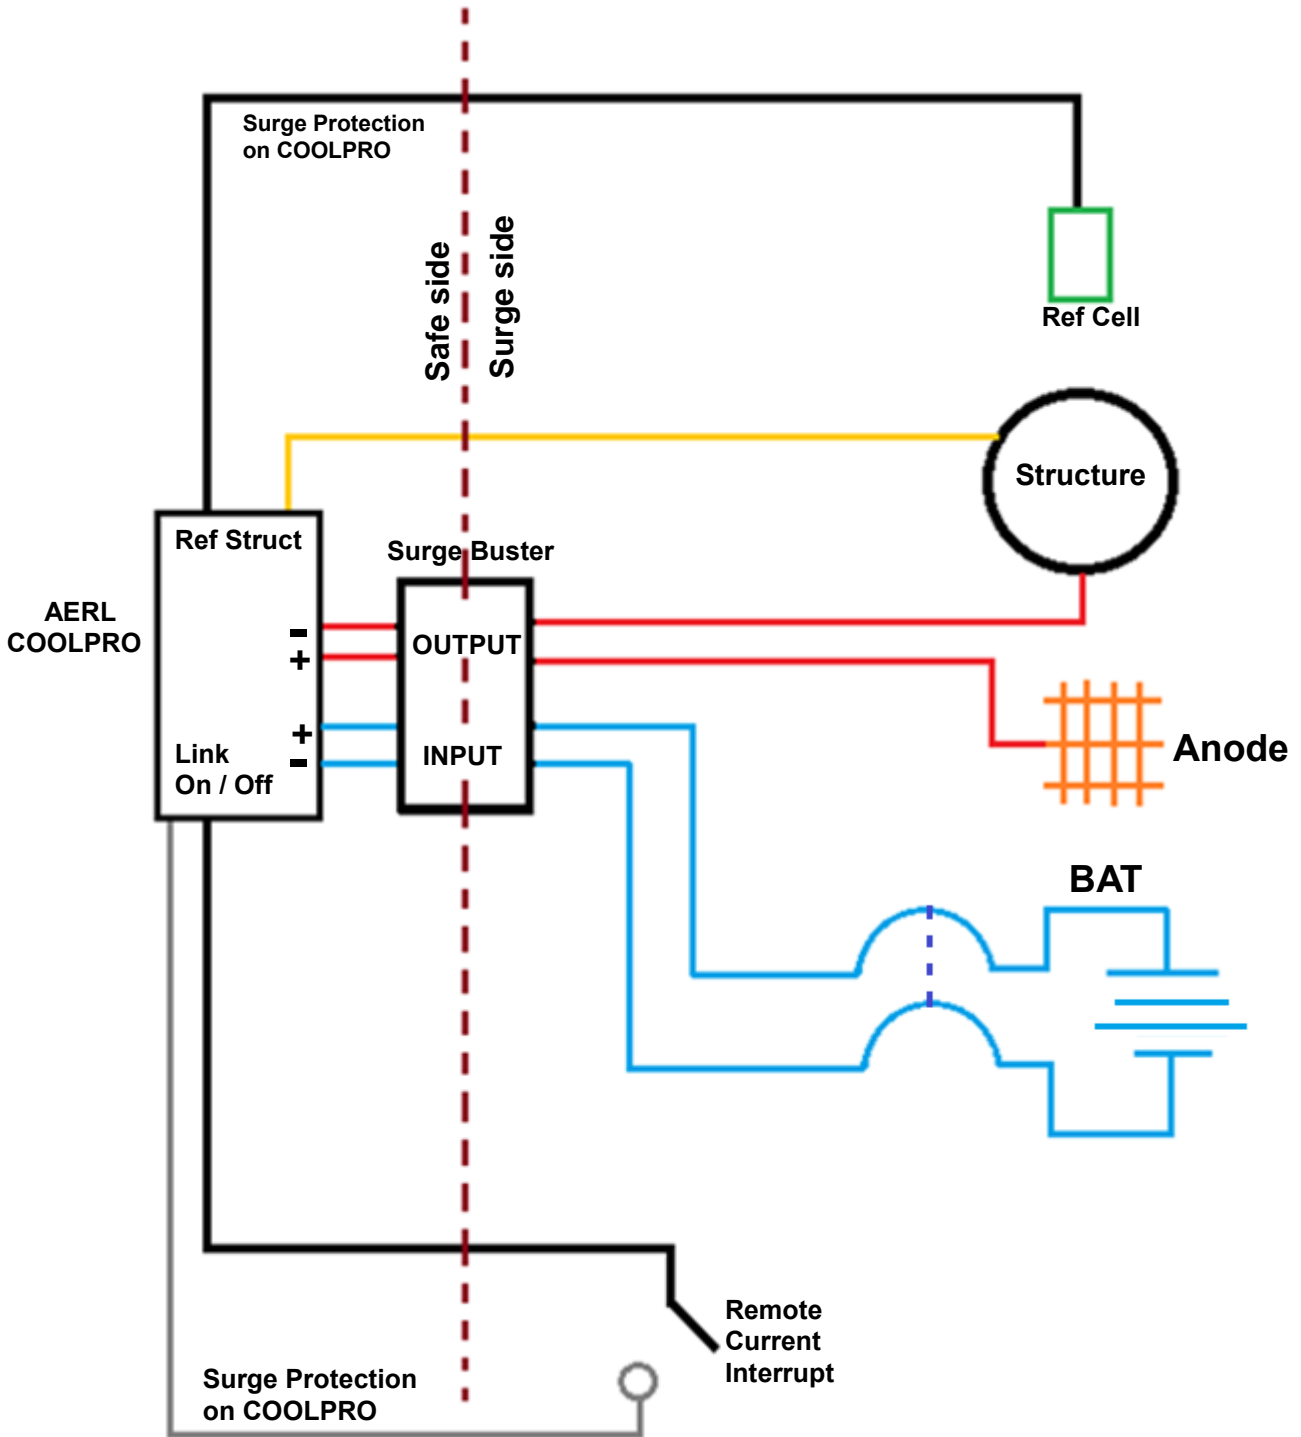 Surge Protection
on COOLPRO
Safe side
Surge side
Ref Cell
Structure
Ref Struct
Surge Buster
AERL
COOLPRO
-
+
OUTPUT
+
-
INPUT
Link
On / Off
Anode
BAT
Remote
Current
Interrupt
Surge Protection
on COOLPRO